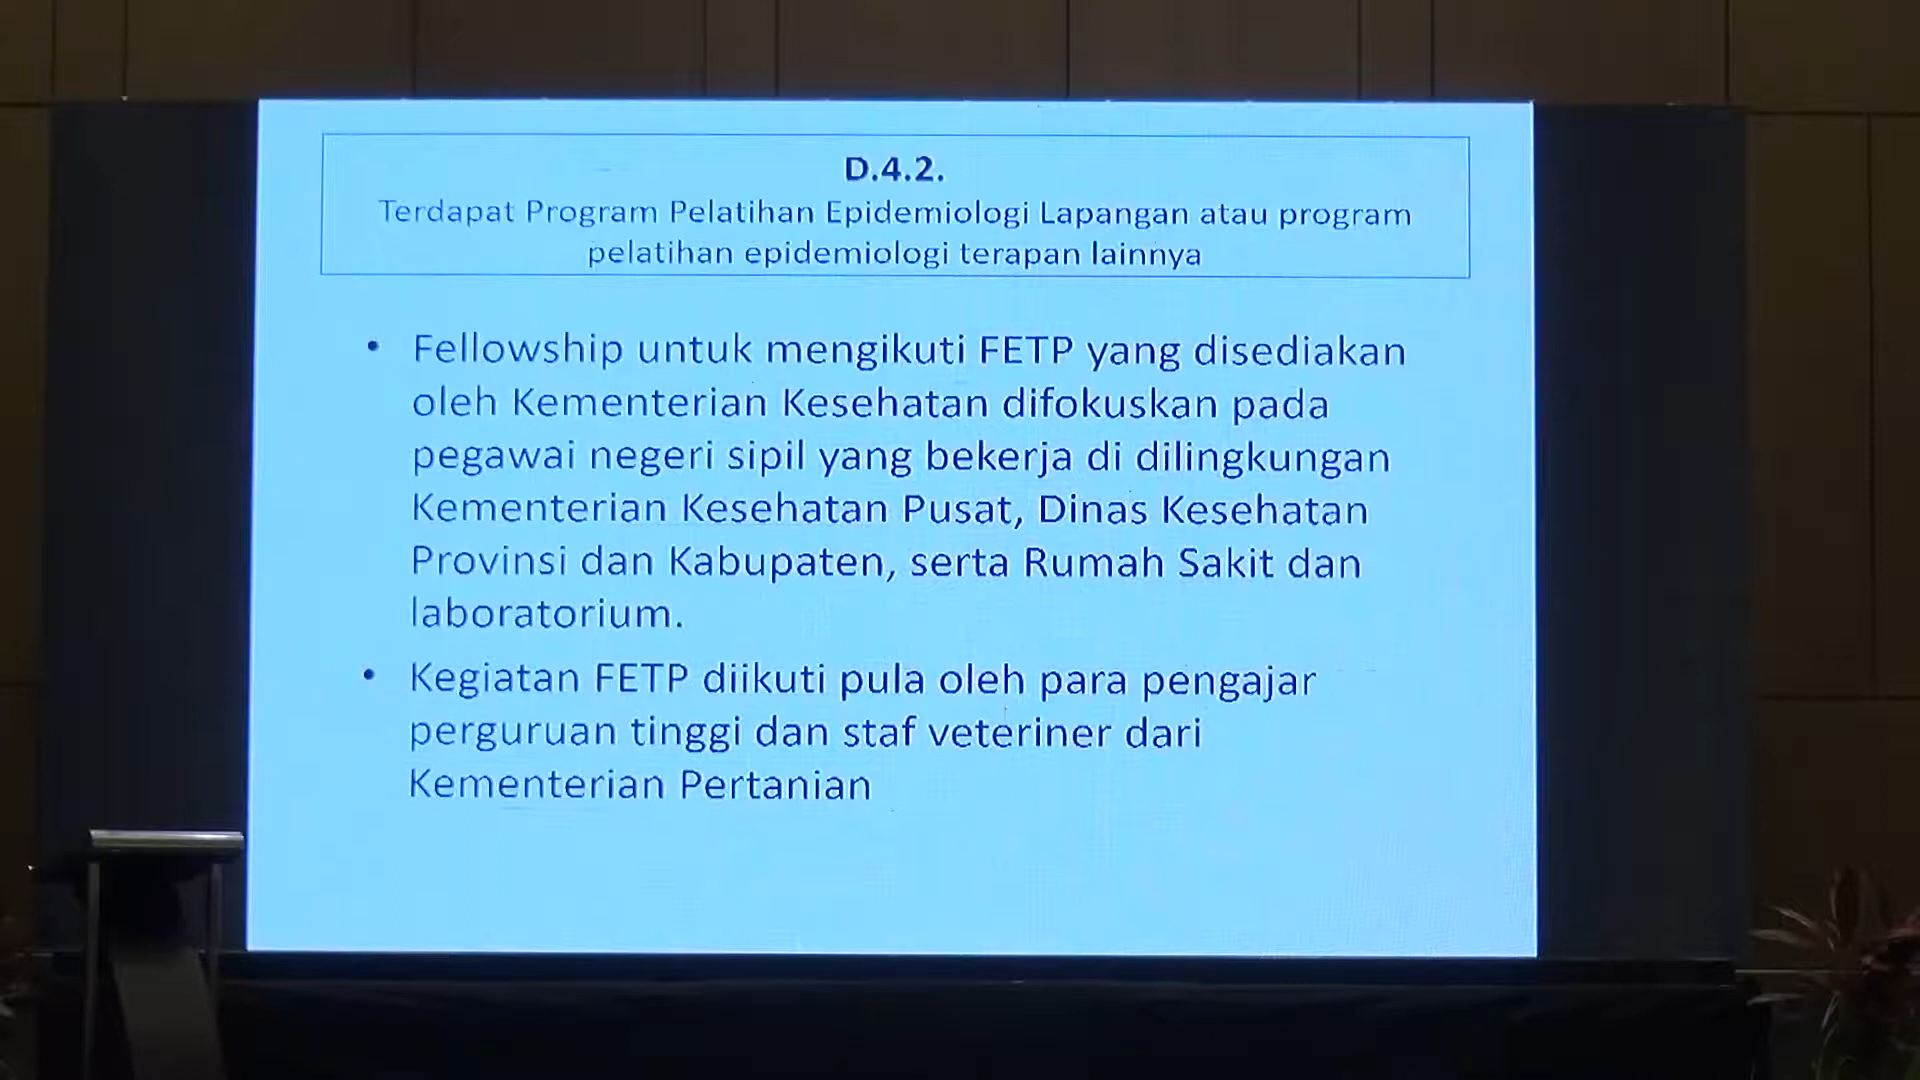 D.4.2.
Terdapat Program Pelatihan Epidemiologi Lapangan atau program
pelatihan epidemiologi terapan lainnya
• Fellowship untuk mengikuti FETP yang disediakan
oleh Kementerian Kesehatan difokuskan pada
pegawai negeri sipil yang bekerja di dilingkungan
Kementerian Kesehatan Pusat, Dinas Kesehatan
Provinsi dan Kabupaten, serta Rumah Sakit dan
laboratorium.
• Kegiatan FETP diikuti pula oleh para pengajar
perguruan tinggi dan staf veteriner dari
Kementerian Pertanian